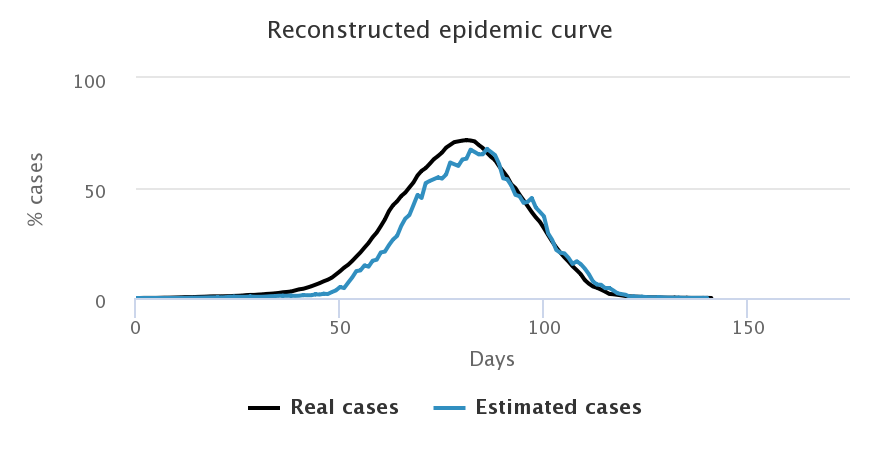 Reconstructed epidemic curve
100
50
0
% cases
0 50 100 150
Days
Real cases Estimated cases